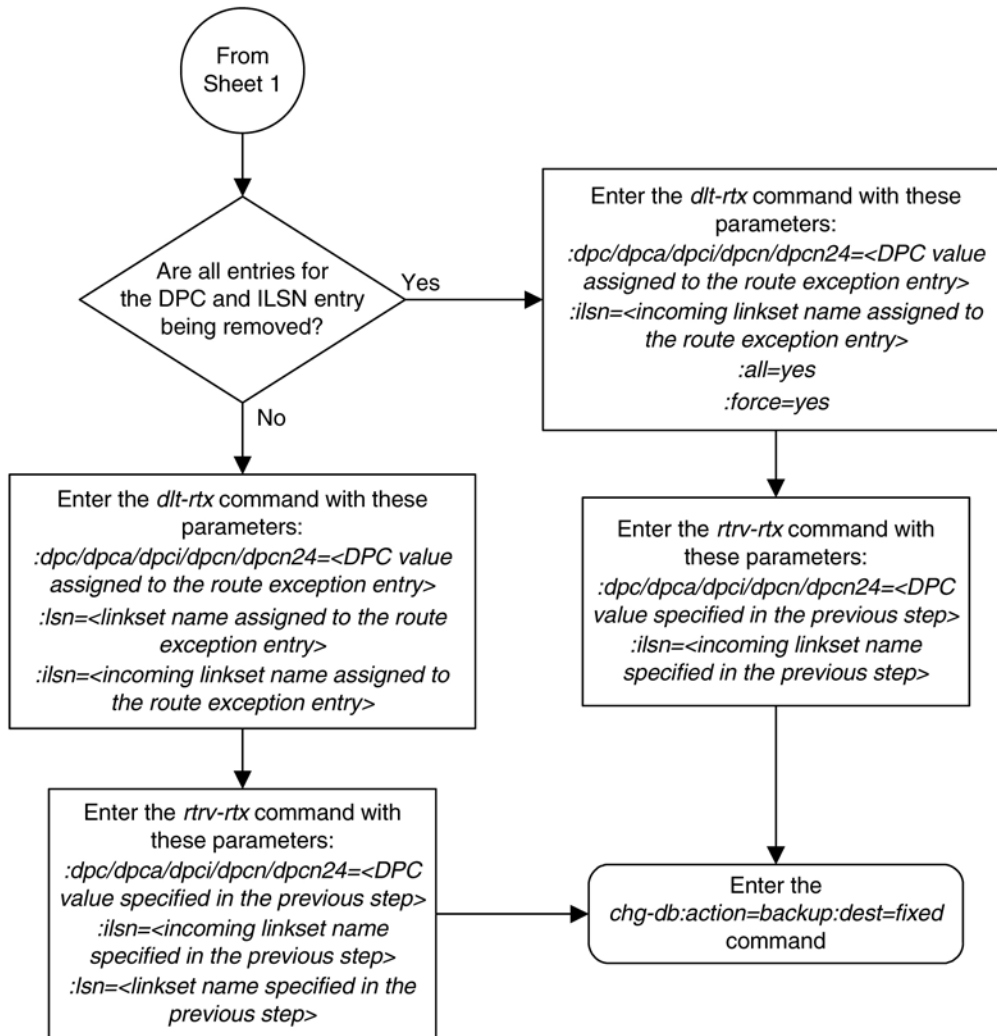 From
Sheet 1
Are all entries for
the DPC and ILSN entry
being removed?
Yes
No
Enter the dlt-rtx command with these
parameters:
:dpc/dpca/dpci/dpcn/dpcn24=<DPC value
assigned to the route exception entry>
:ilsn=<incoming linkset name assigned to
the route exception entry>
:all=yes
:force=yes
Enter the dlt-rtx command with these
parameters:
:dpc/dpca/dpci/dpcn/dpcn24=<DPC value
assigned to the route exception entry>
:lsn=<linkset name assigned to the route
exception entry>
:ilsn=<incoming linkset name assigned to
the route exception entry>
Enter the rtrv-rtx command with
these parameters:
:dpc/dpca/dpci/dpcn/dpcn24=<DPC
value specified in the previous step>
:ilsn=<incoming linkset name
specified in the previous step>
Enter the rtrv-rtx command with
these parameters:
:dpc/dpca/dpci/dpcn/dpcn24=<DPC
value specified in the previous step>
:ilsn=<incoming linkset name
specified in the previous step>
:lsn=<linkset name specified in the
previous step>
Enter the
chg-db:action=backup:dest=fixed
command